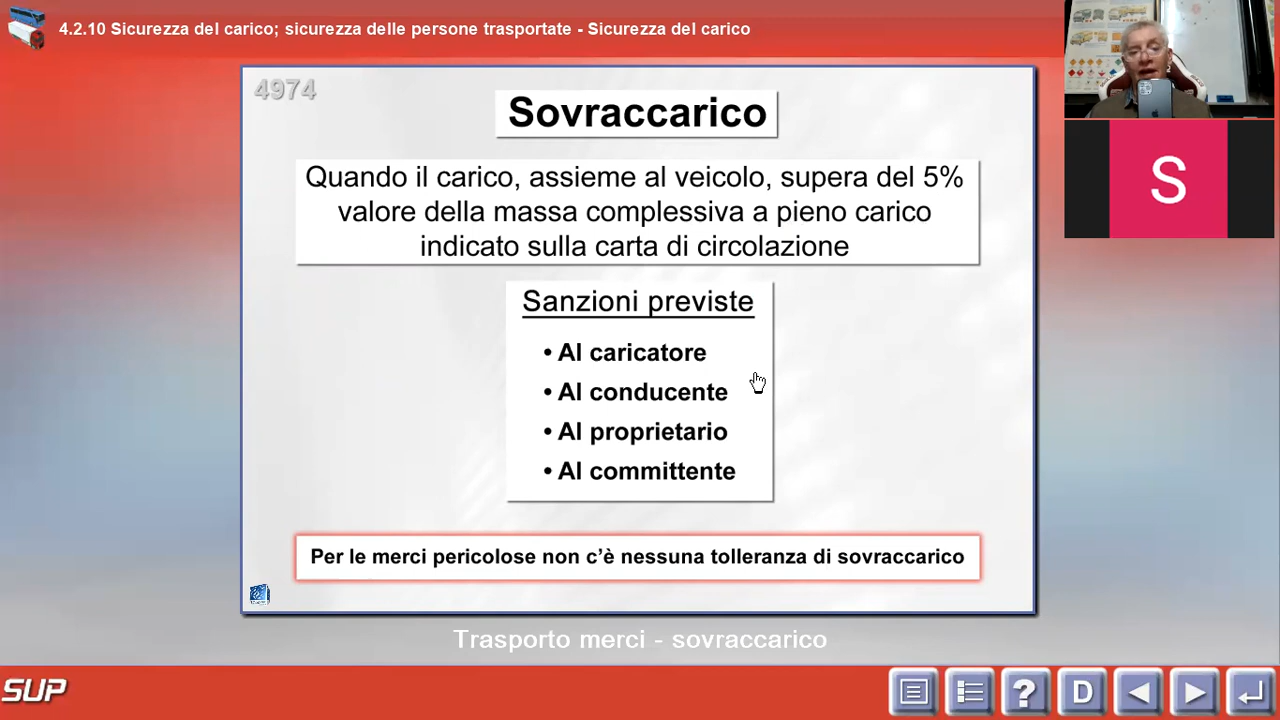 4.2.10 Sicurezza del carico; sicurezza delle persone trasportate - Sicurezza del carico
4974
Sovraccarico
Quando il carico, assieme al veicolo, supera del 5%
valore della massa complessiva a pieno carico
indicato sulla carta di circolazione
Sanzioni previste
• Al caricatore
• Al conducente
• Al proprietario
• Al committente
Per le merci pericolose non c'è nessuna tolleranza di sovraccarico
Trasporto merci - sovraccarico
S
SUP
?
D